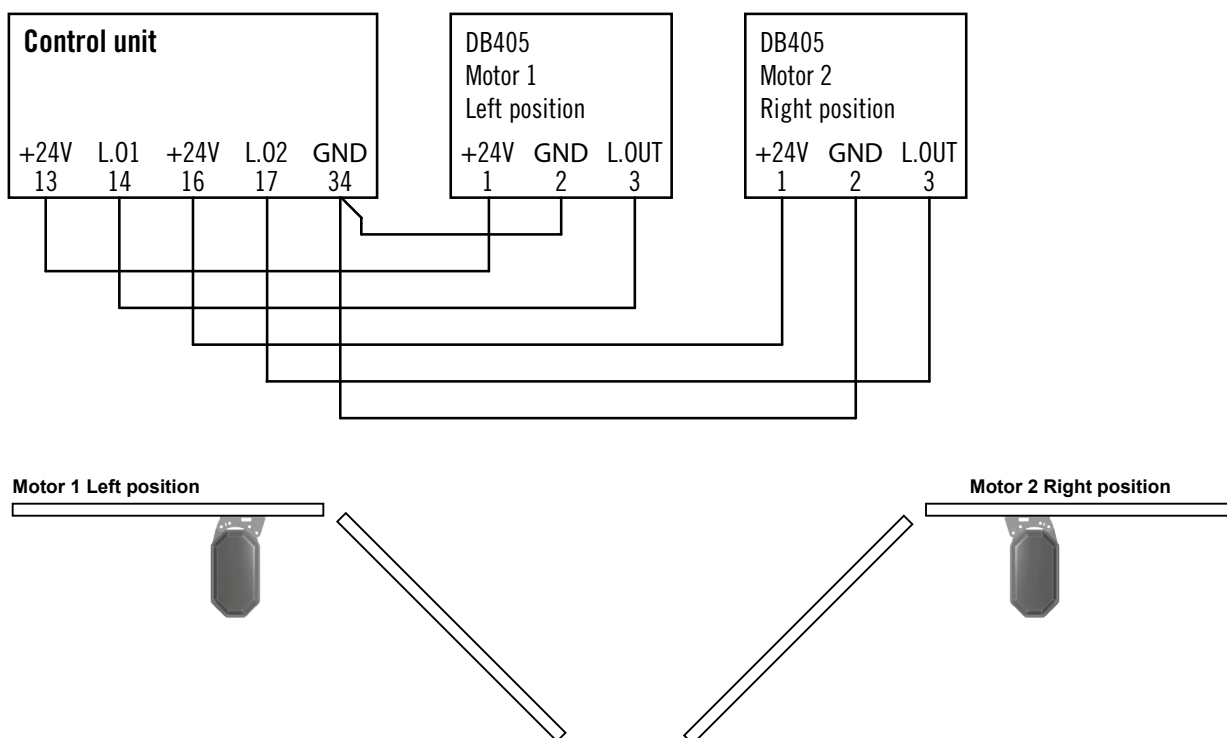 Control unit
+24V L.O1 +24V L.O2 GND
13 14 16 17 34
DB405
Motor 1
Left position
+24V GND L.OUT
1 2 3
DB405
Motor 2
Right position
+24V GND L.OUT
1 2 3
Motor 1 Left position
Motor 2 Right position